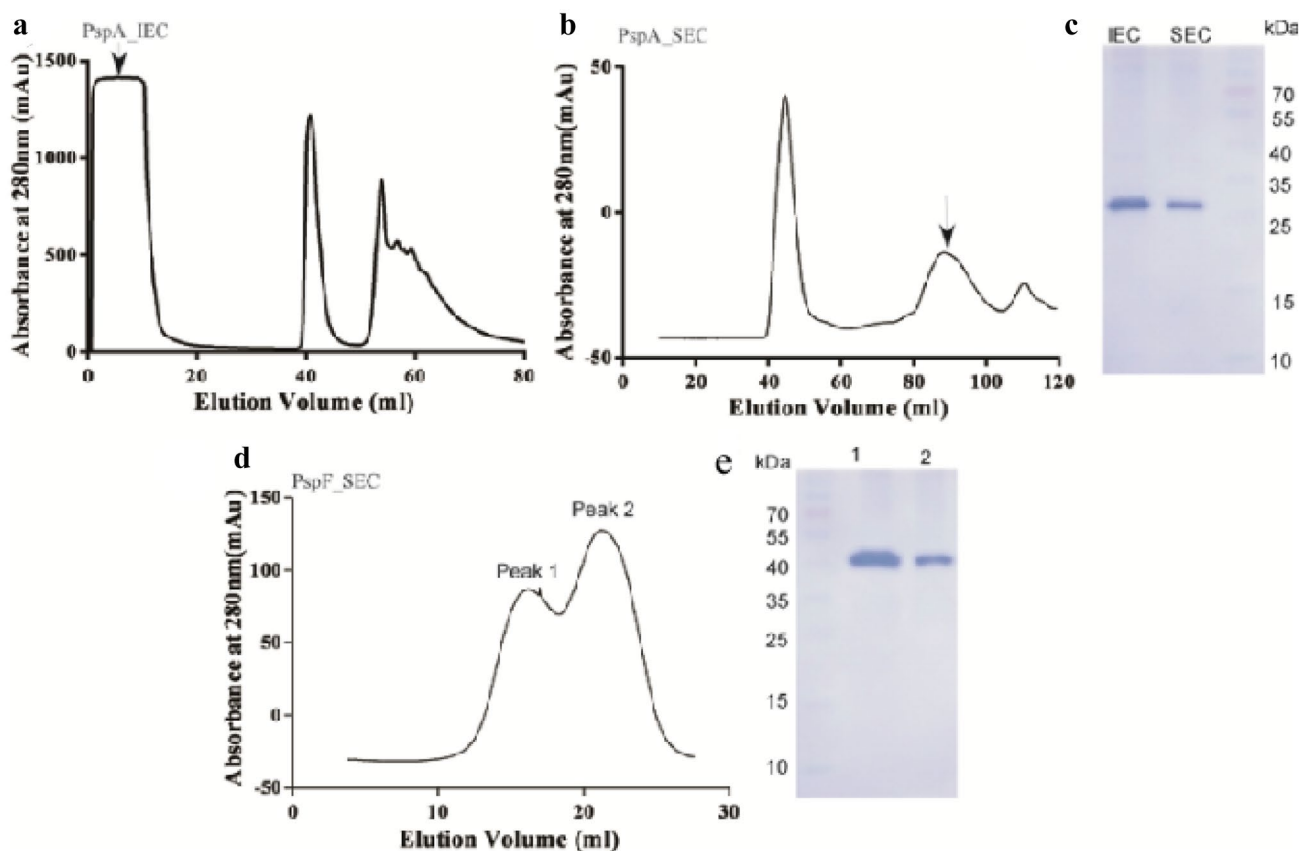 a
PspA_IEC
Absorbance at 280nm (mAu)
1500
1000
500
0
0 20 40 60 80
Elution Volume (ml)
b
PspA_SEC
Absorbance at 280nm(mAu)
50
0
-50
0 20 40 60 80 100 120
Elution Volume (ml)
c
IEC SEC kDa
70
55
40
35
25
15
10
d
PspF_SEC
Absorbance at 280nm(mAu)
150
100
50
0
-50
Peak 1
Peak 2
0 10 20 30
Elution Volume (ml)
e
kDa 1 2
70
55
40
35
25
15
10